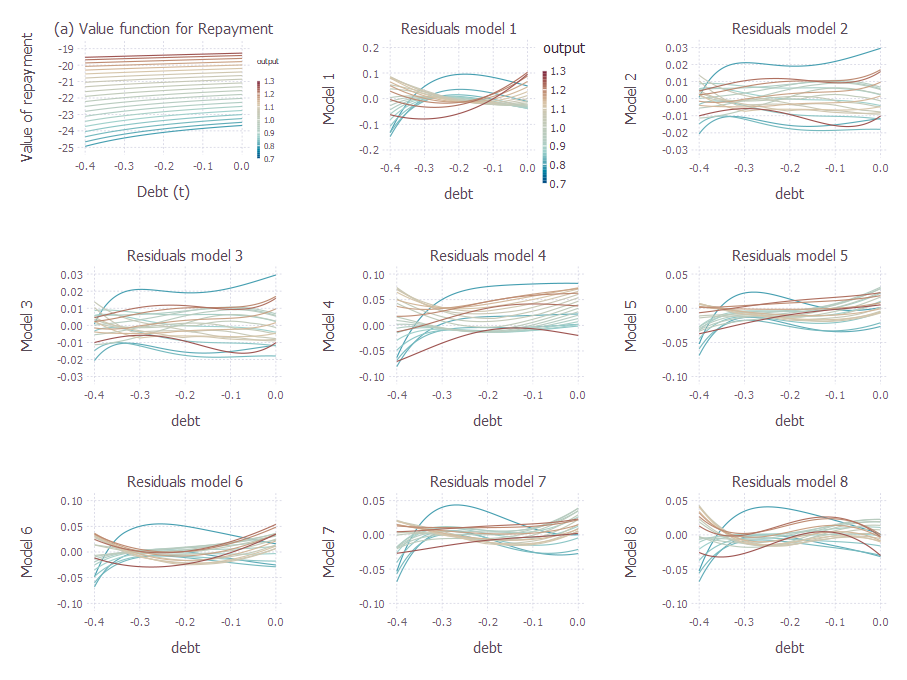 (a) Value function for Repayment
Value of repayment
-19
-20
-21
-22
-23
-24
-25
-0.4 -0.3 -0.2 -0.1 0.0
Debt (t)
output
1.3
1.2
1.1
1.0
0.9
0.8
0.7
Residuals model 1
Model 1
0.2
0.1
0.0
-0.1
-0.2
-0.4 -0.3 -0.2 -0.1 0.0
debt
output
1.3
1.2
1.1
1.0
0.9
0.8
0.7
Residuals model 2
Model 2
0.03
0.02
0.01
0.00
-0.01
-0.02
-0.03
-0.4 -0.3 -0.2 -0.1 0.0
debt
Residuals model 3
Model 3
0.03
0.02
0.01
0.00
-0.01
-0.02
-0.03
-0.4 -0.3 -0.2 -0.1 0.0
debt
Residuals model 4
Model 4
0.10
0.05
0.00
-0.05
-0.10
-0.4 -0.3 -0.2 -0.1 0.0
debt
Residuals model 5
Model 5
0.05
0.00
-0.05
-0.10
-0.4 -0.3 -0.2 -0.1 0.0
debt
Residuals model 6
Model 6
0.10
0.05
0.00
-0.05
-0.10
-0.4 -0.3 -0.2 -0.1 0.0
debt
Residuals model 7
Model 7
0.05
0.00
-0.05
-0.10
-0.4 -0.3 -0.2 -0.1 0.0
debt
Residuals model 8
Model 8
0.05
0.00
-0.05
-0.10
-0.4 -0.3 -0.2 -0.1 0.0
debt